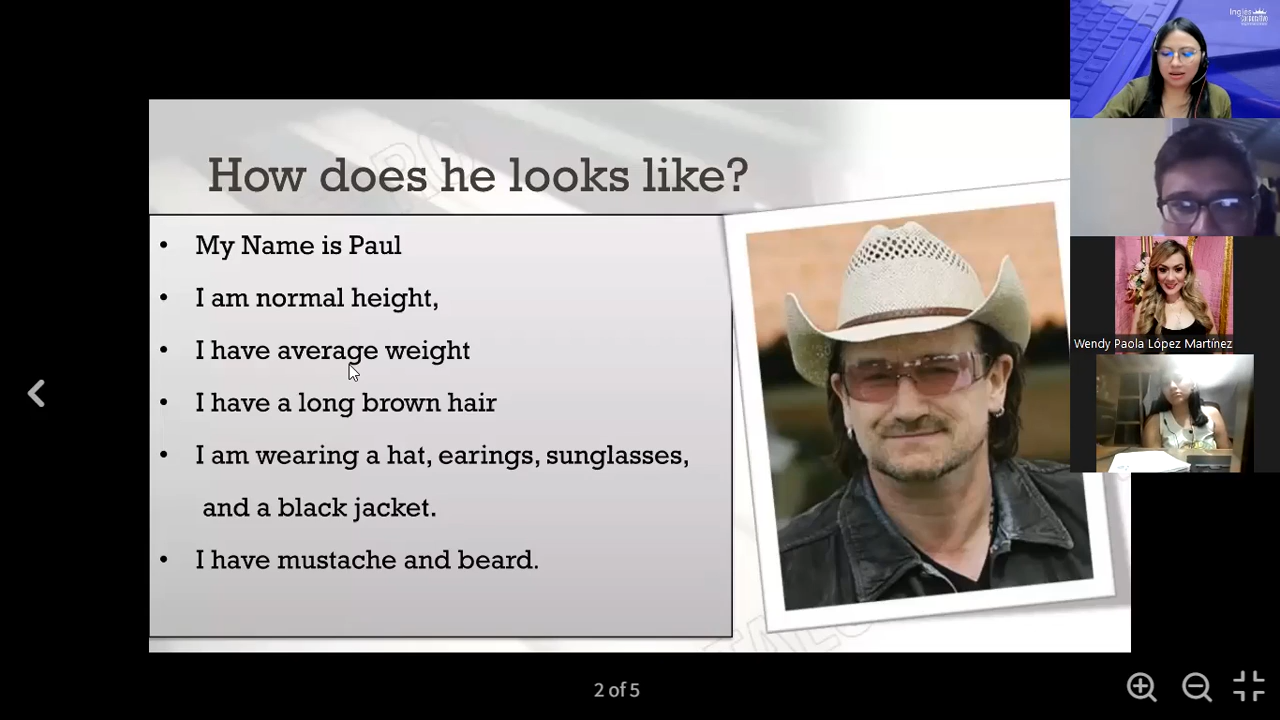 How does he looks like?
• My Name is Paul
• I am normal height,
• I have average weight
• I have a long brown hair
• I am wearing a hat, earings, sunglasses,
and a black jacket.
• I have mustache and beard.
Wendy Paola López Martínez
2 of 5